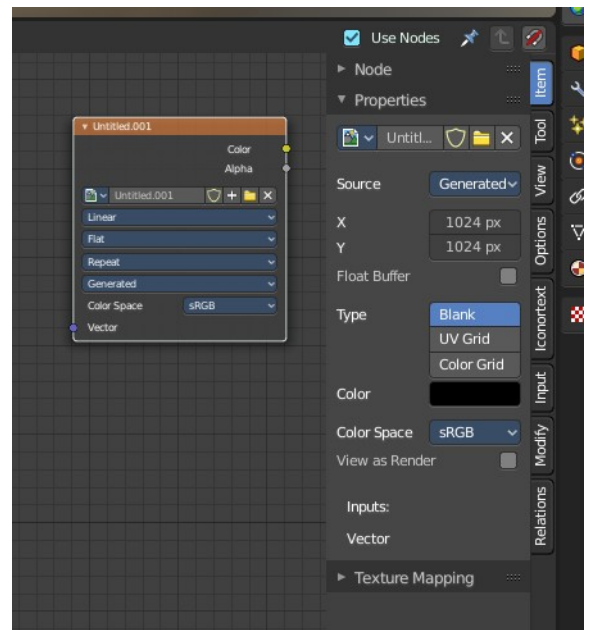 Use Nodes
Node
Properties
Untitl...
Source Generated
X 1024 px
Y 1024 px
Float Buffer
Type Blank
UV Grid
Color Grid
Color
Color Space sRGB
View as Render
Inputs:
Vector
Texture Mapping
Item
Tool
View
Options
Iconortext
Input
Modify
Relations
Untitled.001
Color
Alpha
Untitled.001
Linear
Flat
Repeat
Generated
Color Space sRGB
Vector